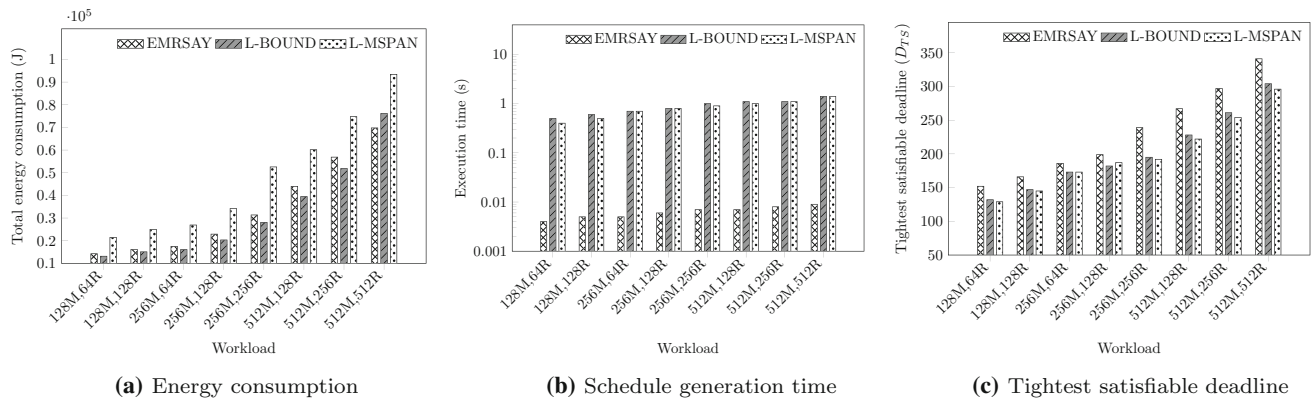 ·10⁵
Total energy consumption (J)
EMRSAY L-BOUND L-MSPAN
1
0.9
0.8
0.7
0.6
0.5
0.4
0.3
0.2
0.1
128M,64R
128M,128R
256M,64R
256M,128R
256M,256R
512M,128R
512M,256R
512M,512R
Workload
(a) Energy consumption
Execution time (s)
EMRSAY L-BOUND L-MSPAN
10
1
0.1
0.01
0.001
128M,64R
128M,128R
256M,64R
256M,128R
256M,256R
512M,128R
512M,256R
512M,512R
Workload
(b) Schedule generation time
Tightest satisfiable deadline (D_TS)
EMRSAY L-BOUND L-MSPAN
350
300
250
200
150
100
50
128M,64R
128M,128R
256M,64R
256M,128R
256M,256R
512M,128R
512M,256R
512M,512R
Workload
(c) Tightest satisfiable deadline